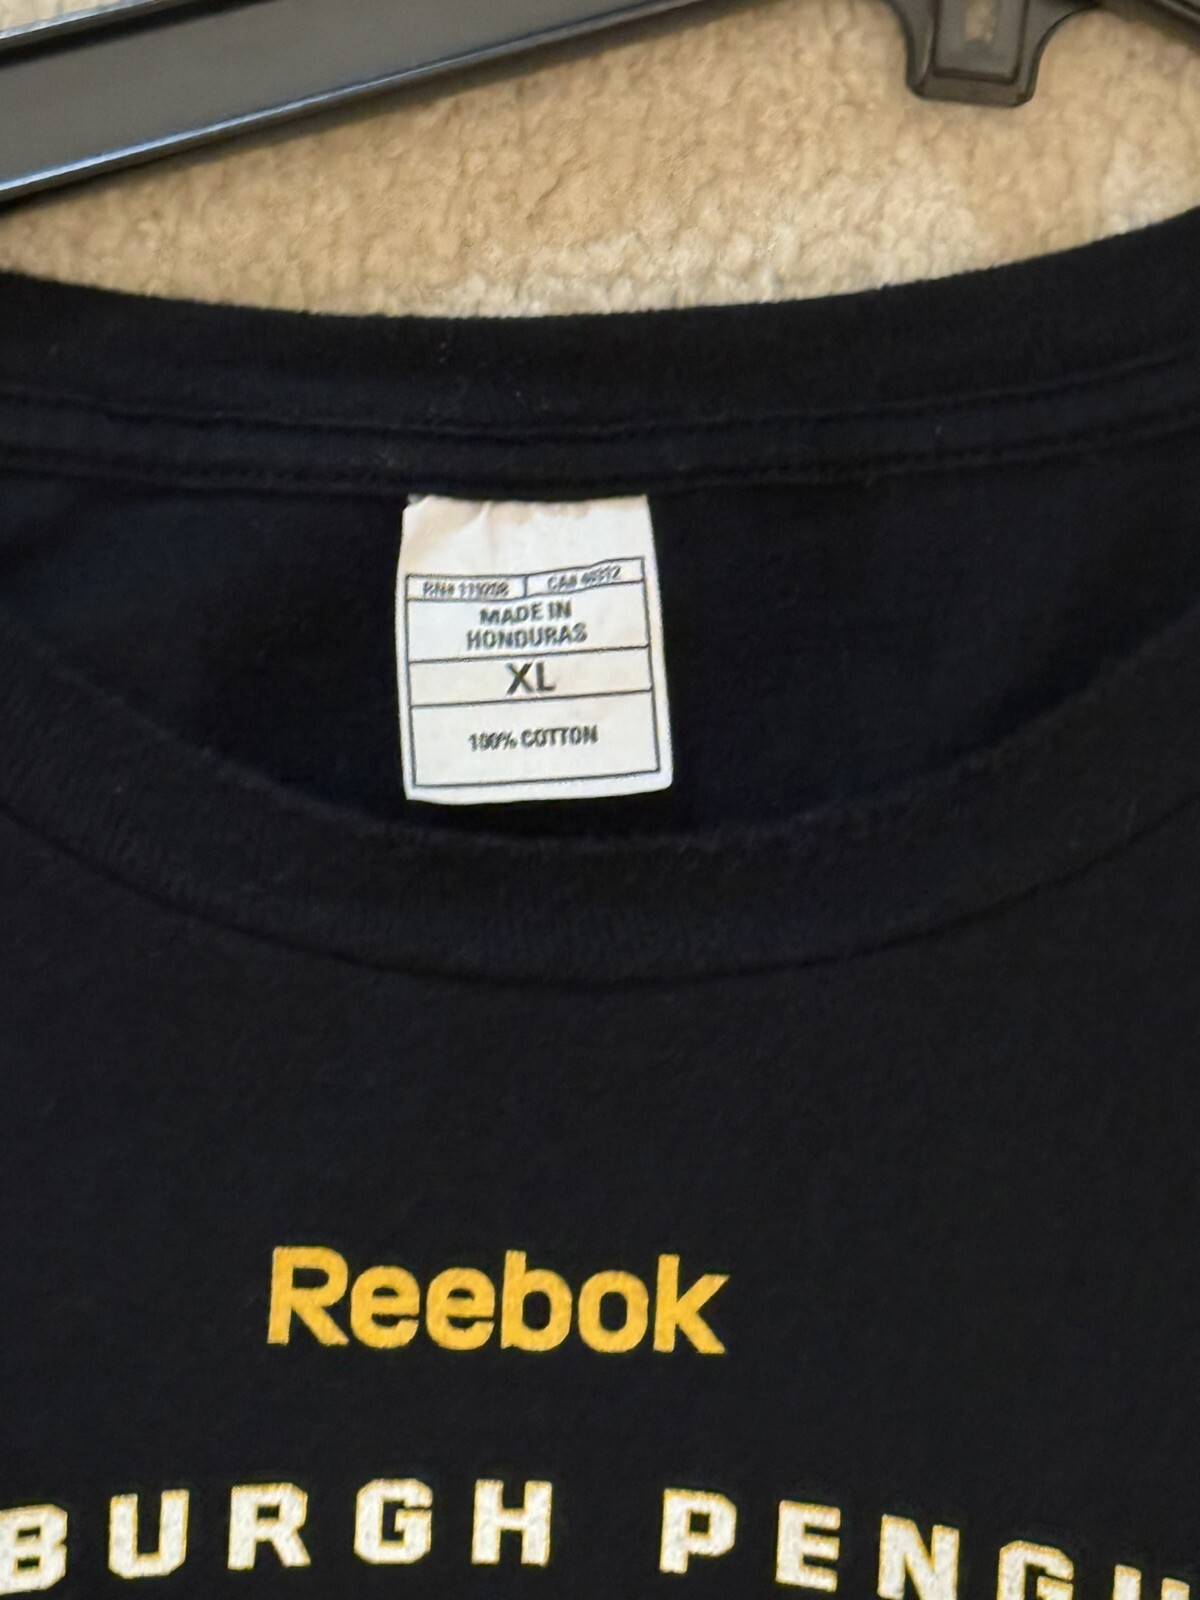 MADE IN
HONDURAS
XL
100% COTTON
Reebok
BURGH PENGU